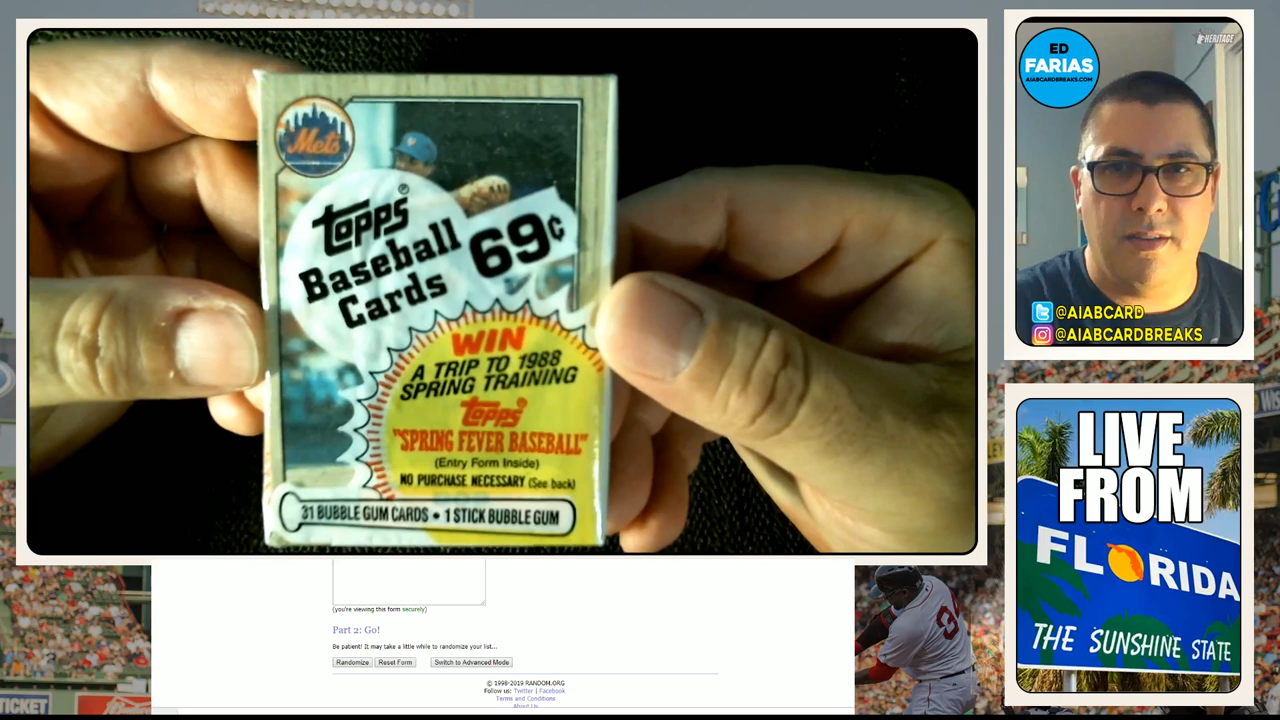 Mets
topps®
Baseball
Cards
69¢
WIN
A TRIP TO 1988
SPRING TRAINING
topps®
"SPRING FEVER BASEBALL"
(Entry Form Inside)
NO PURCHASE NECESSARY (See back)
31 BUBBLE GUM CARDS • 1 STICK BUBBLE GUM
HERITAGE
ED
FARIAS
AIABCARDBREAKS.COM
@AIABCARD
@AIABCARDBREAKS
LIVE
FROM
FLORIDA
THE SUNSHINE STATE
(you're viewing this form securely)
Part 2: Go!
Be patient! It may take a little while to randomize your list...
Randomize Reset Form Switch to Advanced Mode
© 1998-2019 RANDOM.ORG
Follow us: Twitter | Facebook
Terms and Conditions
About Us
TICKET